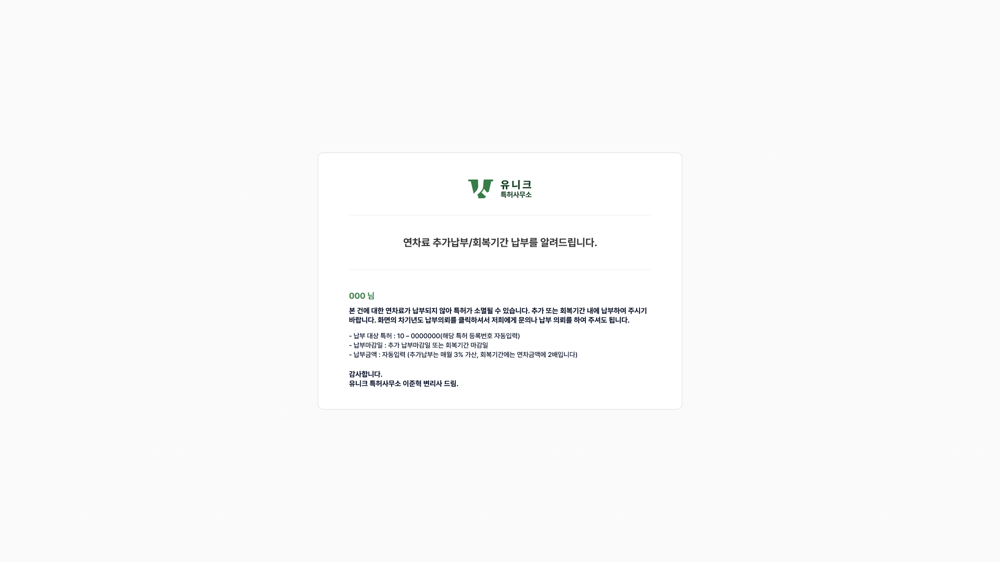 유니크
특허사무소
연차료 추가납부/회복기간 납부를 알려드립니다.
000 님
본 건에 대한 연차료가 납부되지 않아 특허가 소멸될 수 있습니다. 추가 또는 회복기간 내에 납부하여 주시기
바랍니다. 화면의 차기년도 납부의뢰를 클릭하셔서 저희에게 문의나 납부 의뢰를 하여 주셔도 됩니다.
- 납부 대상 특허 : 10 – 0000000(해당 특허 등록번호 자동입력)
- 납부마감일 : 추가 납부마감일 또는 회복기간 마감일
- 납부금액 : 자동입력 (추가납부는 매월 3% 가산, 회복기간에는 연차금액에 2배입니다)
감사합니다.
유니크 특허사무소 이준혁 변리사 드림.